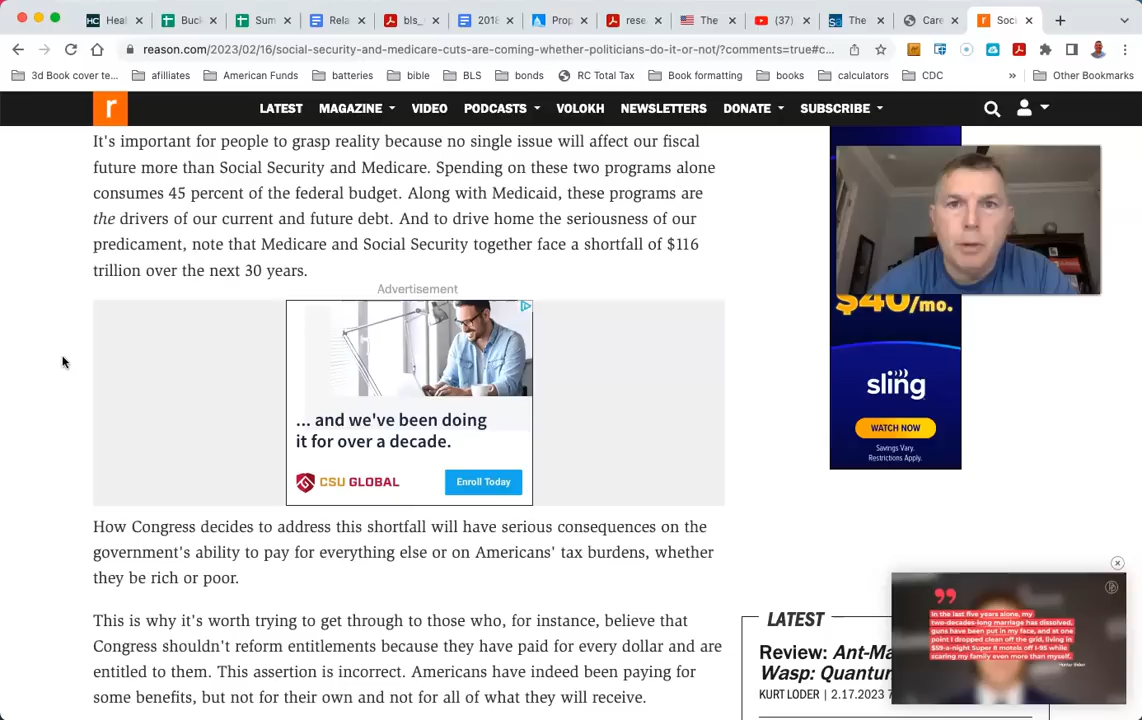 Heal
Buck
Sum
Rela
bls_
2018
Prop
rese
The
(37)
The
Care
Soci
reason.com/2023/02/16/social-security-and-medicare-cuts-are-coming-whether-politicians-do-it-or-not/?comments=true#c...
3d Book cover te...
afilliates
American Funds
batteries
bible
BLS
bonds
RC Total Tax
Book formatting
books
calculators
CDC
»
Other Bookmarks
r
LATEST
MAGAZINE
VIDEO
PODCASTS
VOLOKH
NEWSLETTERS
DONATE
SUBSCRIBE
It's important for people to grasp reality because no single issue will affect our fiscal
future more than Social Security and Medicare. Spending on these two programs alone
consumes 45 percent of the federal budget. Along with Medicaid, these programs are
the drivers of our current and future debt. And to drive home the seriousness of our
predicament, note that Medicare and Social Security together face a shortfall of $116
trillion over the next 30 years.
Advertisement
... and we've been doing
it for over a decade.
CSU GLOBAL
Enroll Today
$40/mo.
sling
WATCH NOW
Savings Vary.
Restrictions Apply.
How Congress decides to address this shortfall will have serious consequences on the
government's ability to pay for everything else or on Americans' tax burdens, whether
they be rich or poor.
This is why it's worth trying to get through to those who, for instance, believe that
Congress shouldn't reform entitlements because they have paid for every dollar and are
entitled to them. This assertion is incorrect. Americans have indeed been paying for
some benefits, but not for their own and not for all of what they will receive.
LATEST
Review: Ant-Ma
Wasp: Quantur
KURT LODER | 2.17.2023 7
In the last five years alone, my
two-decades-long marriage has dissolved,
guns have been put in my face, and at one
point I dropped clean off the grid, living in
$59-a-night Super 8 motels off I-95 while
scaring my family even more than myself.
Hunter Biden